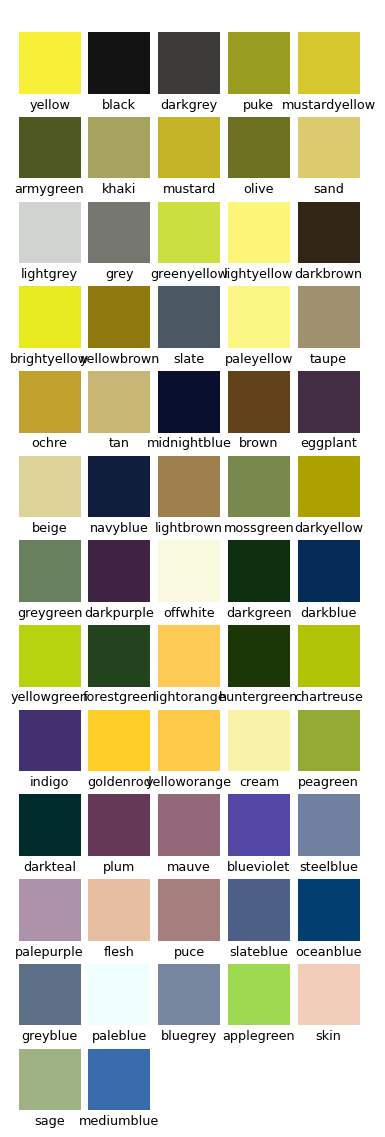 yellow black darkgrey puke mustardyellow
armygreen khaki mustard olive sand
lightgrey grey greenyellow lightyellow darkbrown
brightyellow yellowbrown slate paleyellow taupe
ochre tan midnightblue brown eggplant
beige navyblue lightbrown mossgreen darkyellow
greygreen darkpurple offwhite darkgreen darkblue
yellowgreen forestgreen lightorange huntergreen chartreuse
indigo goldenrod yelloworange cream peagreen
darkteal plum mauve blueviolet steelblue
palepurple flesh puce slateblue oceanblue
greyblue paleblue bluegrey applegreen skin
sage mediumblue